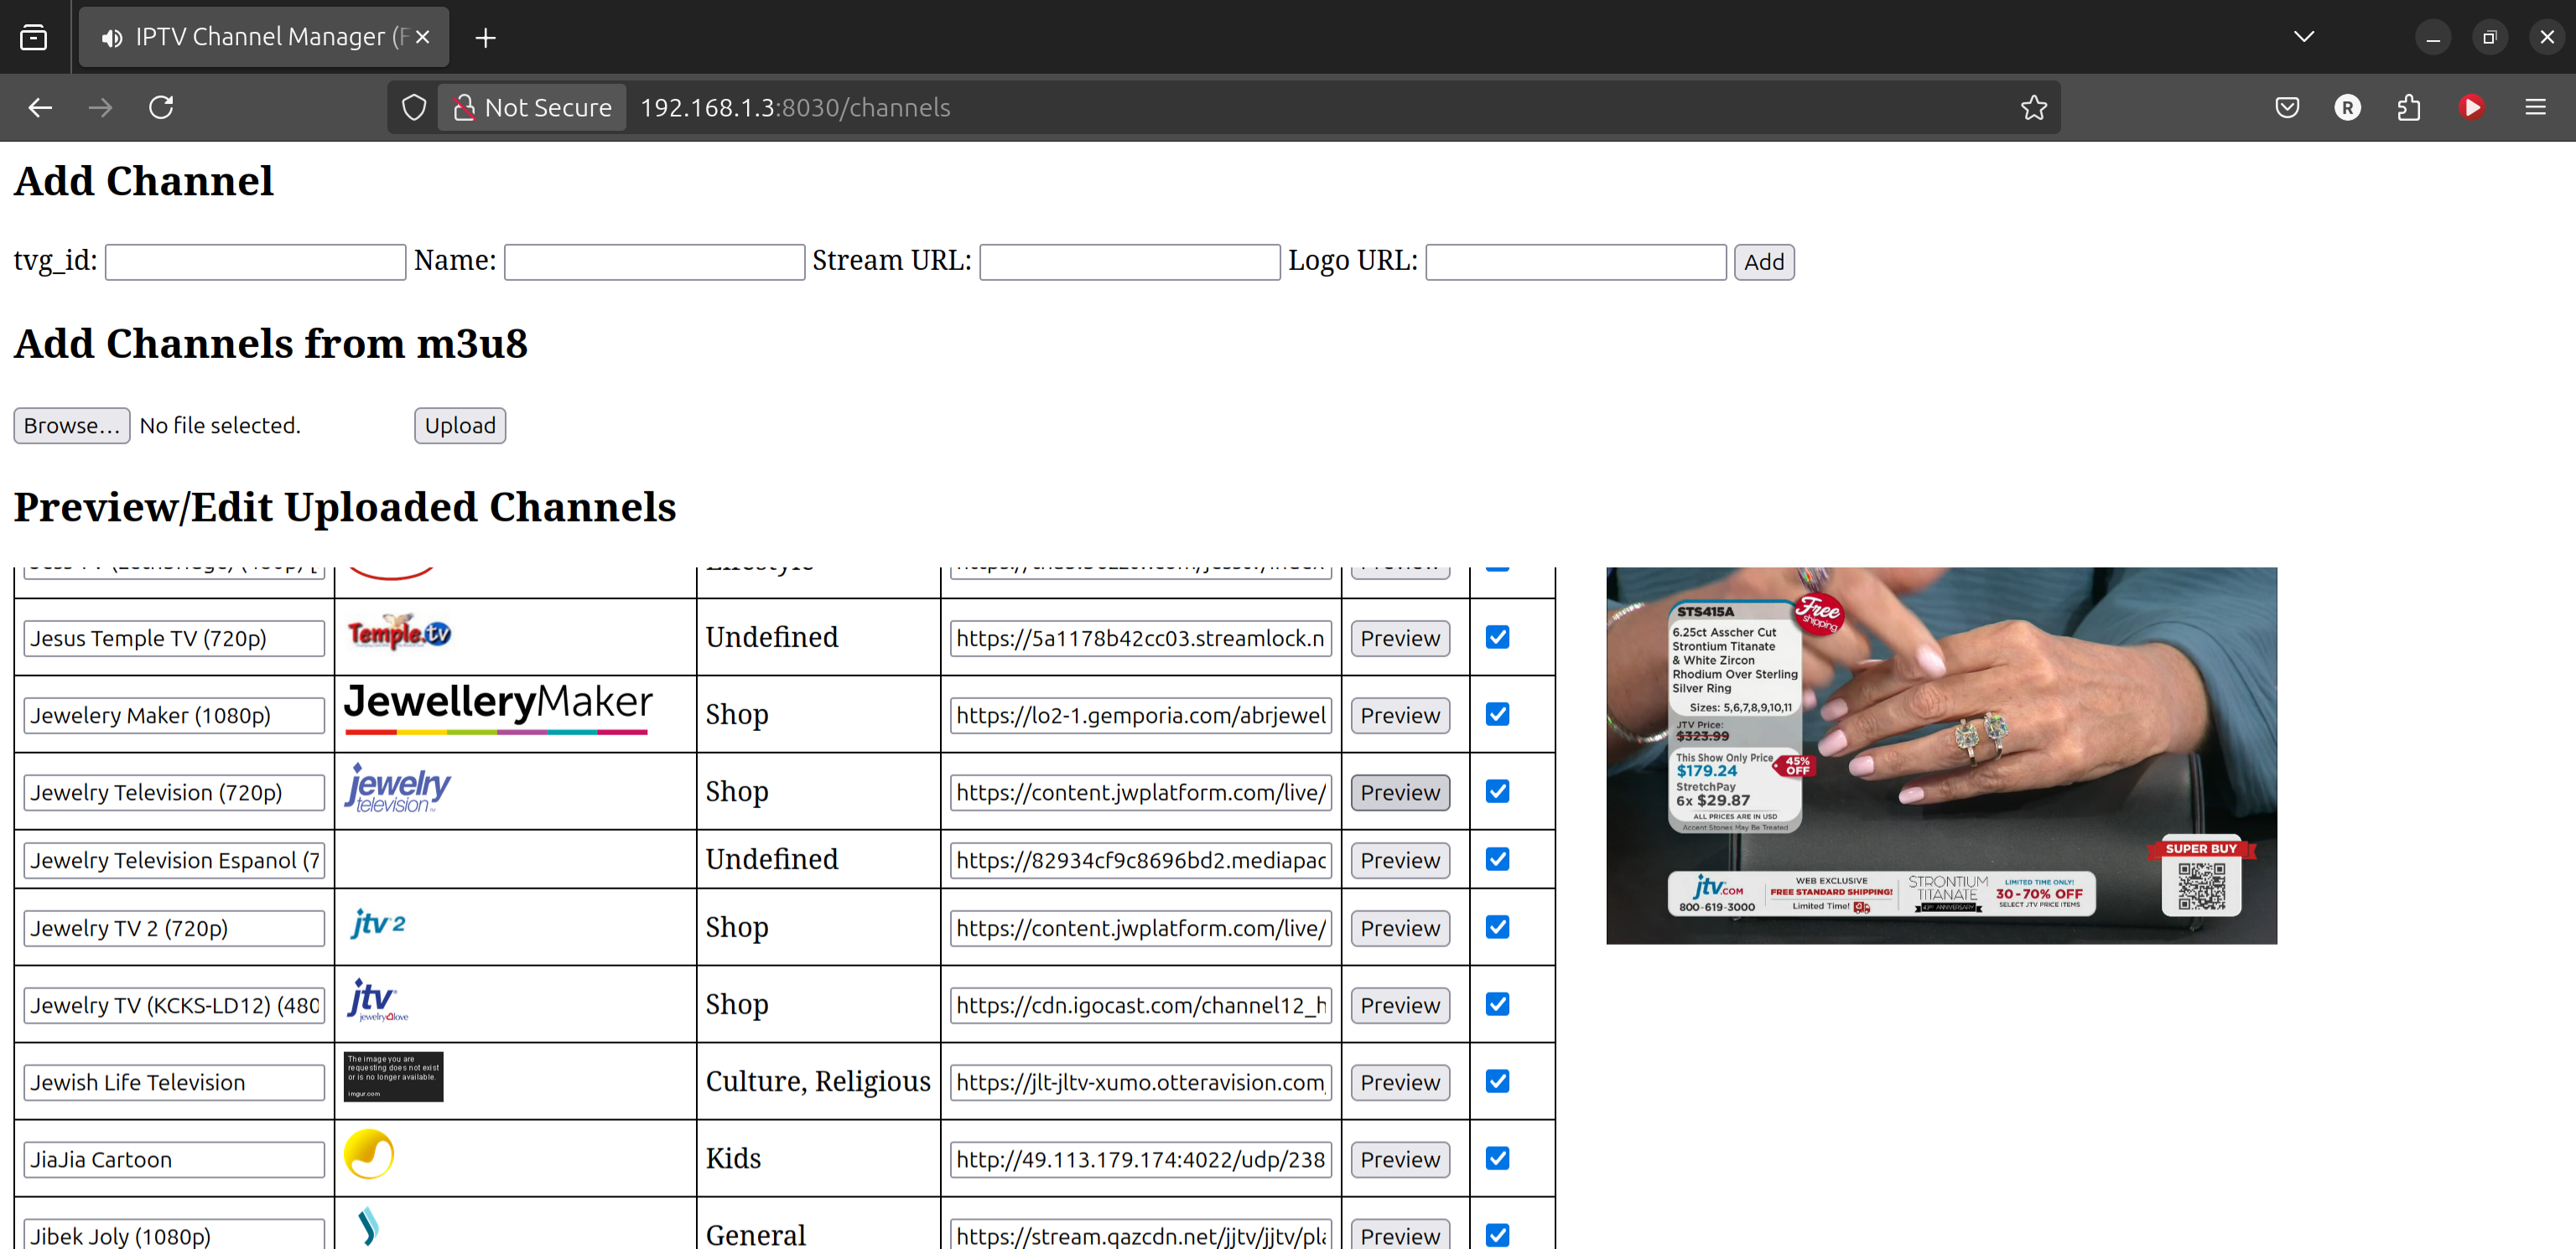 IPTV Channel Manager (F
Not Secure 192.168.1.3:8030/channels
Add Channel
tvg_id: Name: Stream URL: Logo URL: Add
Add Channels from m3u8
Browse... No file selected. Upload
Preview/Edit Uploaded Channels
Jesus Temple TV (720p) Temple.tv Undefined https://5a1178b42cc03.streamlock.n Preview
Jewelery Maker (1080p) JewelleryMaker Shop https://lo2-1.gemporia.com/abrjewel Preview
Jewelry Television (720p) jewelry television Shop https://content.jwplatform.com/live/ Preview
Jewelry Television Espanol (7 Undefined https://82934cf9c8696bd2.mediapac Preview
Jewelry TV 2 (720p) jtv 2 Shop https://content.jwplatform.com/live/ Preview
Jewelry TV (KCKS-LD12) (480 jtv jewelry love Shop https://cdn.igocast.com/channel12_h Preview
Jewish Life Television Culture, Religious https://jlt-jltv-xumo.otteravision.com Preview
The image you are
requesting does not exist
or is no longer available.
imgur.com
JiaJia Cartoon Kids http://49.113.179.174:4022/udp/238 Preview
Jibek Joly (1080p) General https://stream.qazcdn.net/jjtv/jjtv/pl Preview
STS415A
Free
shipping
6.25ct Asscher Cut
Strontium Titanate
& White Zircon
Rhodium Over Sterling
Silver Ring
Sizes: 5,6,7,8,9,10,11
JTV Price:
$323.99
This Show Only Price
$179.24
45%
OFF
StretchPay
6x $29.87
ALL PRICES ARE IN USD
Accent Stones May Be Treated
SUPER BUY
jtv.COM
800-619-3000
WEB EXCLUSIVE
FREE STANDARD SHIPPING!
Limited Time!
STRONTIUM
TITANATE
ANNIVERSARY
LIMITED TIME ONLY!
30-70% OFF
SELECT JTV PRICE ITEMS